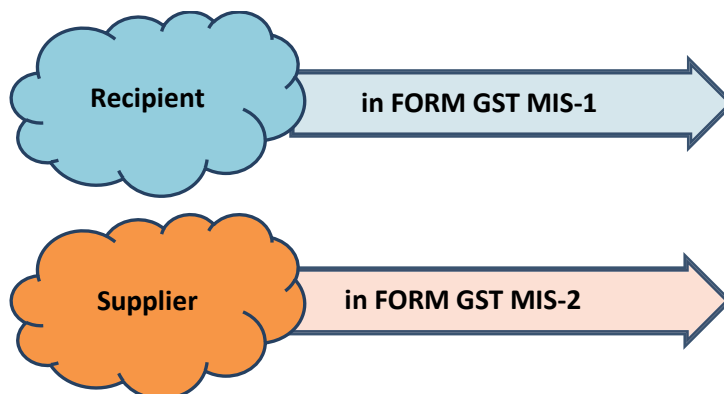 Recipient
in FORM GST MIS-1
Supplier
in FORM GST MIS-2